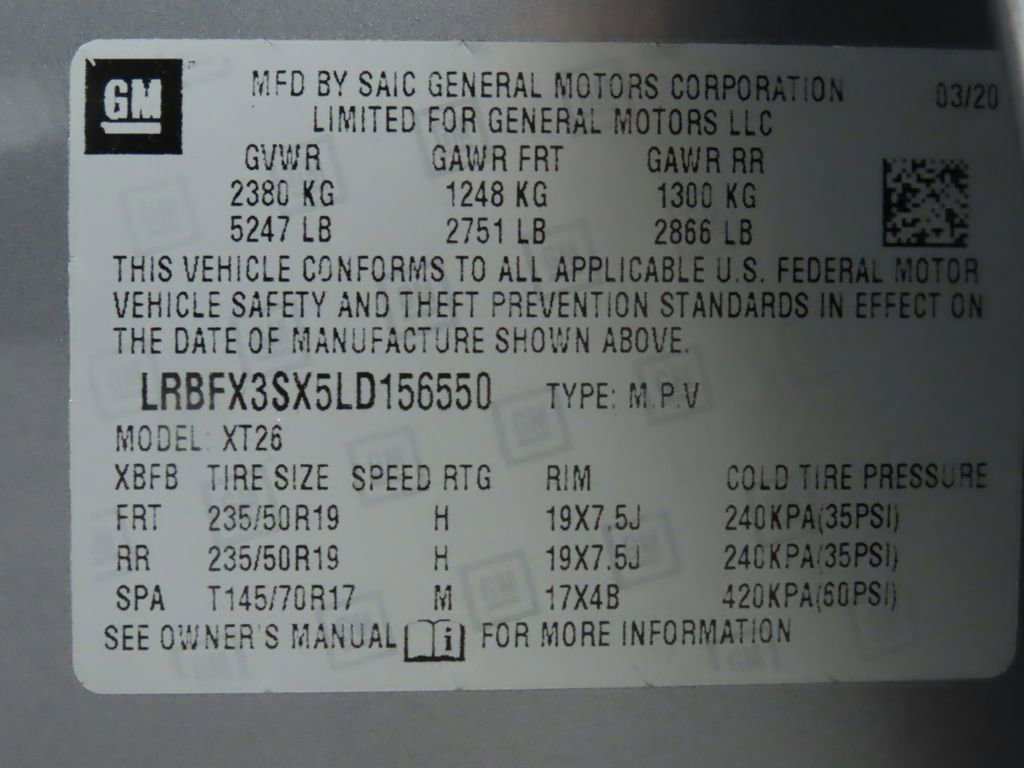 GM
MFD BY SAIC GENERAL MOTORS CORPORATION 03/20
LIMITED FOR GENERAL MOTORS LLC
GVWR GAWR FRT GAWR RR
2380 KG 1248 KG 1300 KG
5247 LB 2751 LB 2866 LB
THIS VEHICLE CONFORMS TO ALL APPLICABLE U.S. FEDERAL MOTOR
VEHICLE SAFETY AND THEFT PREVENTION STANDARDS IN EFFECT ON
THE DATE OF MANUFACTURE SHOWN ABOVE.
LRBFX3SX5LD156550 TYPE: M.P.V
MODEL: XT26
XBFB TIRE SIZE SPEED RTG RIM COLD TIRE PRESSURE
FRT 235/50R19 H 19X7.5J 240KPA(35PSI)
RR 235/50R19 H 19X7.5J 240KPA(35PSI)
SPA T145/70R17 M 17X4B 420KPA(60PSI)
SEE OWNER'S MANUAL i FOR MORE INFORMATION